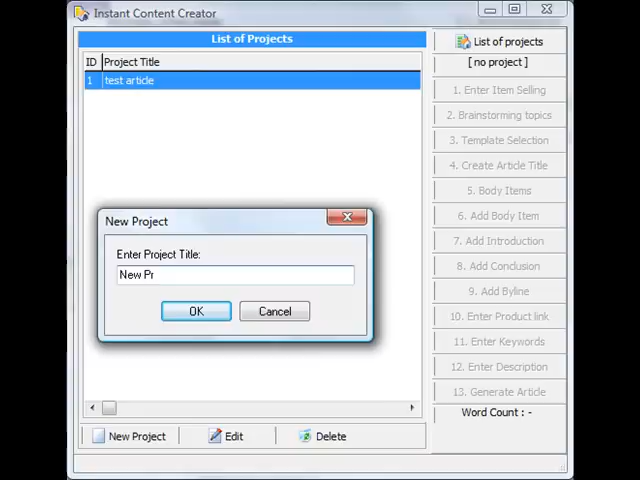 Instant Content Creator
List of Projects
ID Project Title
1 test article
New Project
Enter Project Title:
New Pr
OK Cancel
New Project Edit Delete
List of projects
[ no project ]
1. Enter Item Selling
2. Brainstorming topics
3. Template Selection
4. Create Article Title
5. Body Items
6. Add Body Item
7. Add Introduction
8. Add Conclusion
9. Add Byline
10. Enter Product link
11. Enter Keywords
12. Enter Description
13. Generate Article
Word Count : -